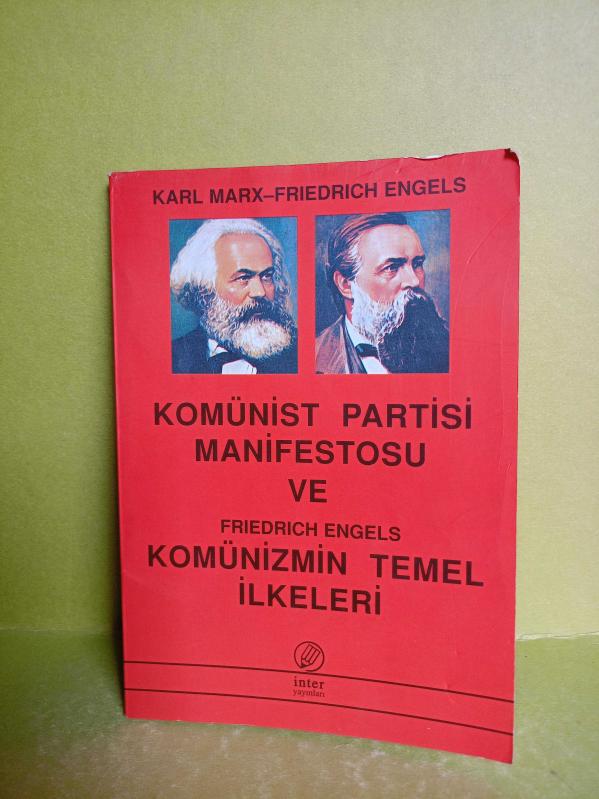 KARL MARX–FRIEDRICH ENGELS
KOMÜNİST PARTİSİ
MANİFESTOSU
VE
FRIEDRICH ENGELS
KOMÜNİZMİN TEMEL
İLKELERİ
inter
yayınları